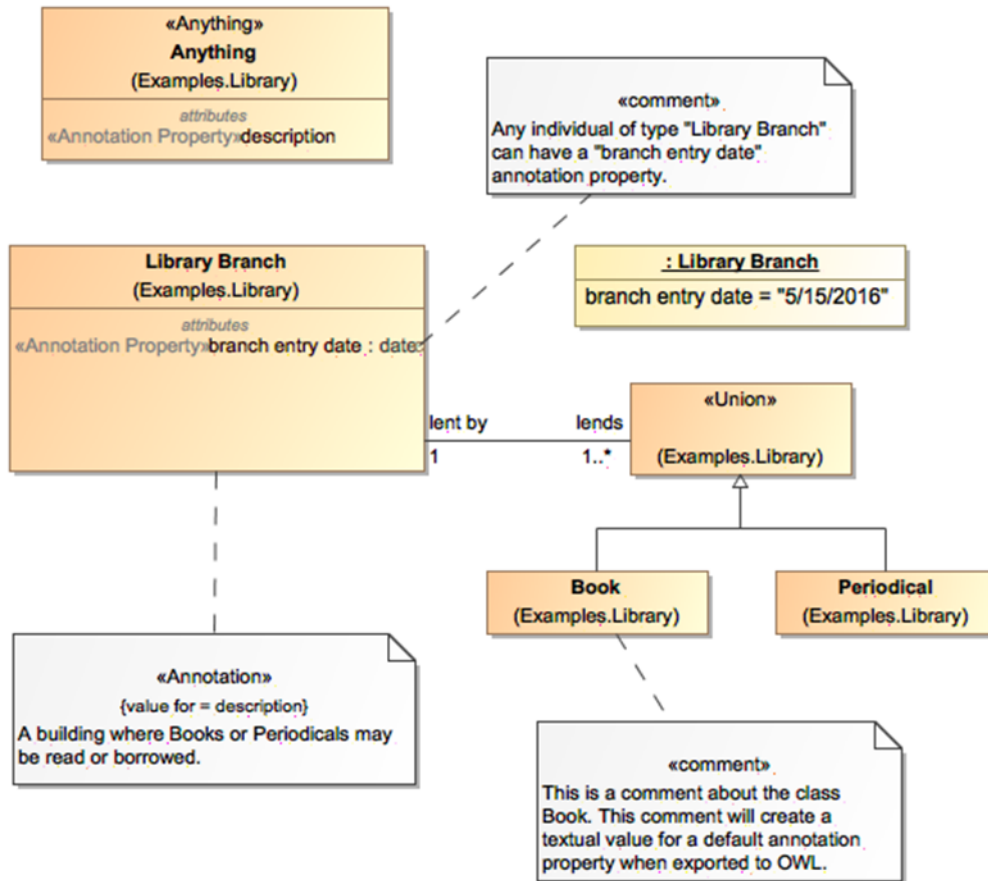 «Anything»
Anything
(Examples.Library)
attributes
«Annotation Property»description
«comment»
Any individual of type "Library Branch"
can have a "branch entry date"
annotation property.
Library Branch
(Examples.Library)
attributes
«Annotation Property»branch entry date : date
: Library Branch
branch entry date = "5/15/2016"
lent by
1
lends
1..*
«Union»
(Examples.Library)
Book
(Examples.Library)
Periodical
(Examples.Library)
«Annotation»
{value for = description}
A building where Books or Periodicals may
be read or borrowed.
«comment»
This is a comment about the class
Book. This comment will create a
textual value for a default annotation
property when exported to OWL.